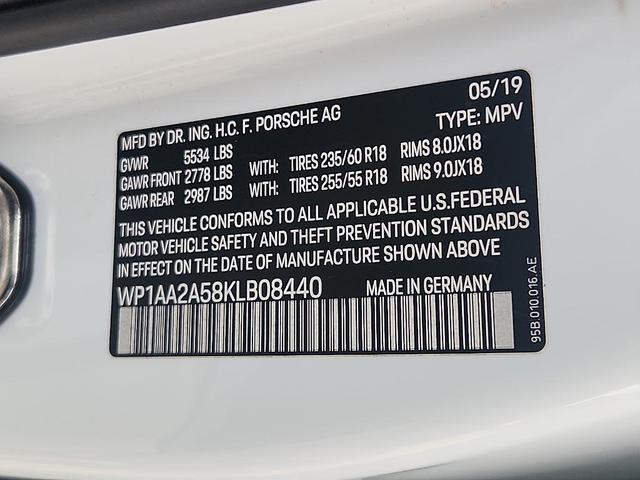 05/19
MFD BY DR. ING. H.C. F. PORSCHE AG TYPE: MPV
GVWR 5534 LBS
GAWR FRONT 2778 LBS WITH: TIRES 235/60 R18 RIMS 8.0JX18
GAWR REAR 2987 LBS WITH: TIRES 255/55 R18 RIMS 9.0JX18
THIS VEHICLE CONFORMS TO ALL APPLICABLE U.S.FEDERAL
MOTOR VEHICLE SAFETY AND THEFT PREVENTION STANDARDS
IN EFFECT ON THE DATE OF MANUFACTURE SHOWN ABOVE
WP1AA2A58KLB08440 MADE IN GERMANY
95B.010.016.AE